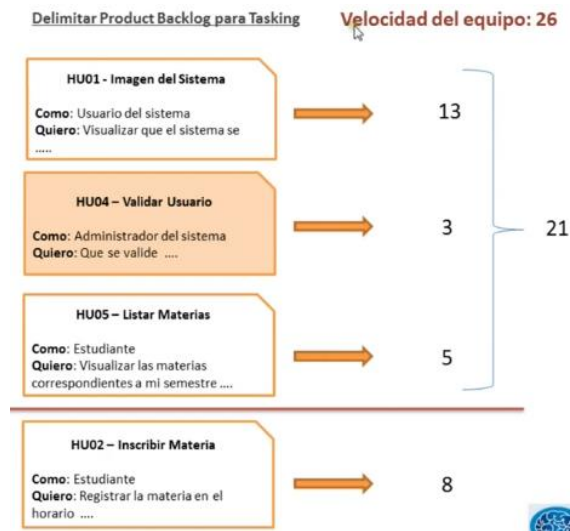 Delimitar Product Backlog para Tasking
Velocidad del equipo: 26
HU01 - Imagen del Sistema
Como: Usuario del sistema
Quiero: Visualizar que el sistema se
.....
13
HU04 – Validar Usuario
Como: Administrador del sistema
Quiero: Que se valide ....
3
21
HU05 – Listar Materias
Como: Estudiante
Quiero: Visualizar las materias
correspondientes a mi semestre ....
5
HU02 – Inscribir Materia
Como: Estudiante
Quiero: Registrar la materia en el
horario ....
8